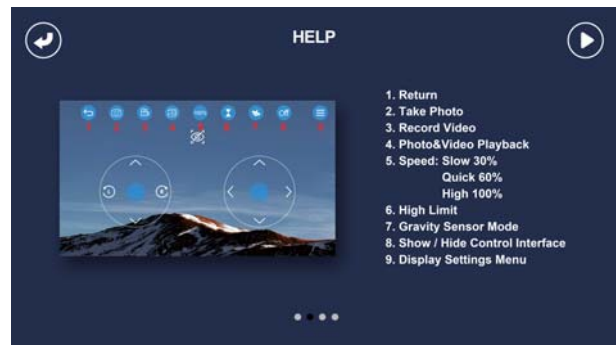 HELP
1. Return
2. Take Photo
3. Record Video
4. Photo&Video Playback
5. Speed: Slow 30%
Quick 60%
High 100%
6. High Limit
7. Gravity Sensor Mode
8. Show / Hide Control Interface
9. Display Settings Menu